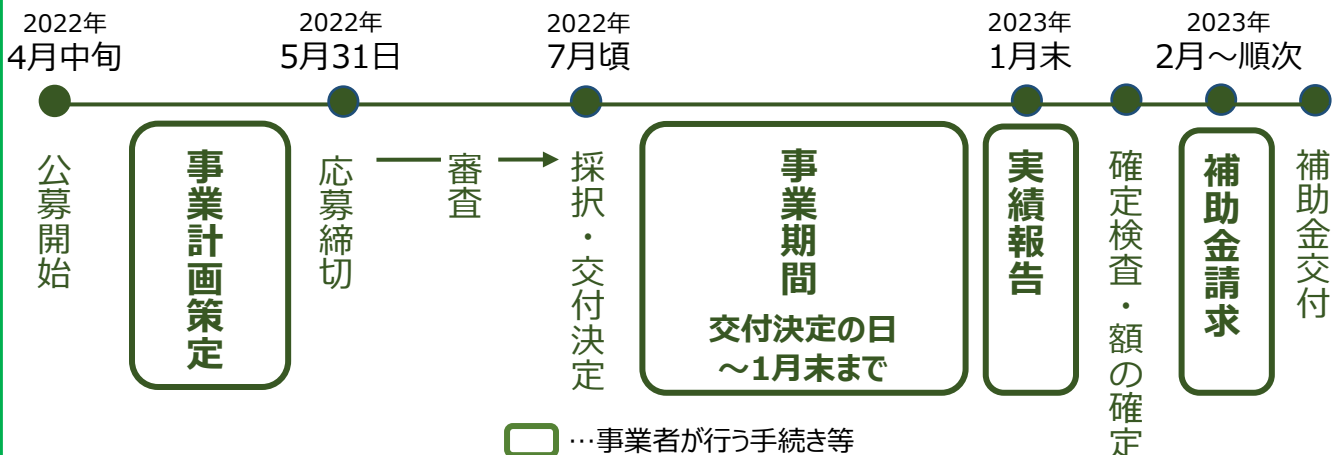 2022年
4月中旬
2022年
5月31日
2022年
7月頃
2023年
1月末
2023年
2月～順次
公募開始
事業計画策定
応募締切
審査
採択・交付決定
事業期間
交付決定の日
～1月末まで
実績報告
確定検査・額の確定
補助金請求
補助金交付
…事業者が行う手続き等